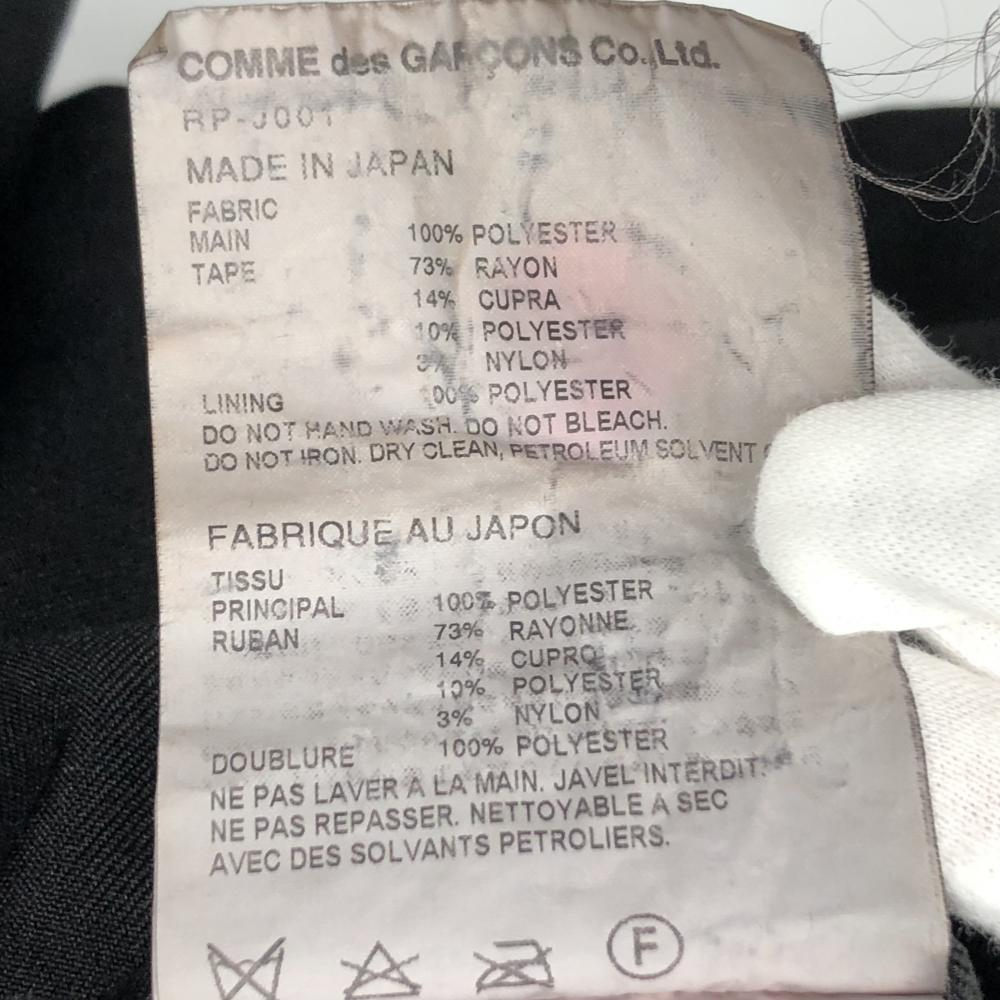 COMME des GARÇONS Co.,Ltd.
RP-J001
MADE IN JAPAN
FABRIC
MAIN 100% POLYESTER
TAPE 73% RAYON
14% CUPRA
10% POLYESTER
3% NYLON
LINING 100% POLYESTER
DO NOT HAND WASH. DO NOT BLEACH.
DO NOT IRON. DRY CLEAN, PETROLEUM SOLVENT
FABRIQUE AU JAPON
TISSU
PRINCIPAL 100% POLYESTER
RUBAN 73% RAYONNE
14% CUPRO
10% POLYESTER
3% NYLON
DOUBLURE 100% POLYESTER
NE PAS LAVER A LA MAIN. JAVEL INTERDIT.
NE PAS REPASSER. NETTOYABLE A SEC
AVEC DES SOLVANTS PETROLIERS.
F